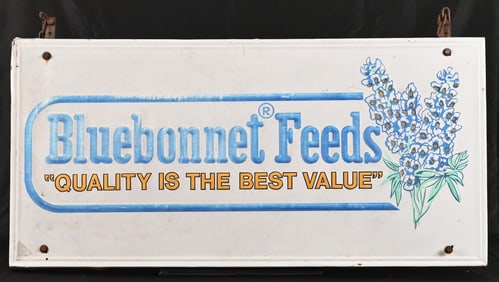 Bluebonnet® Feeds
"QUALITY IS THE BEST VALUE"